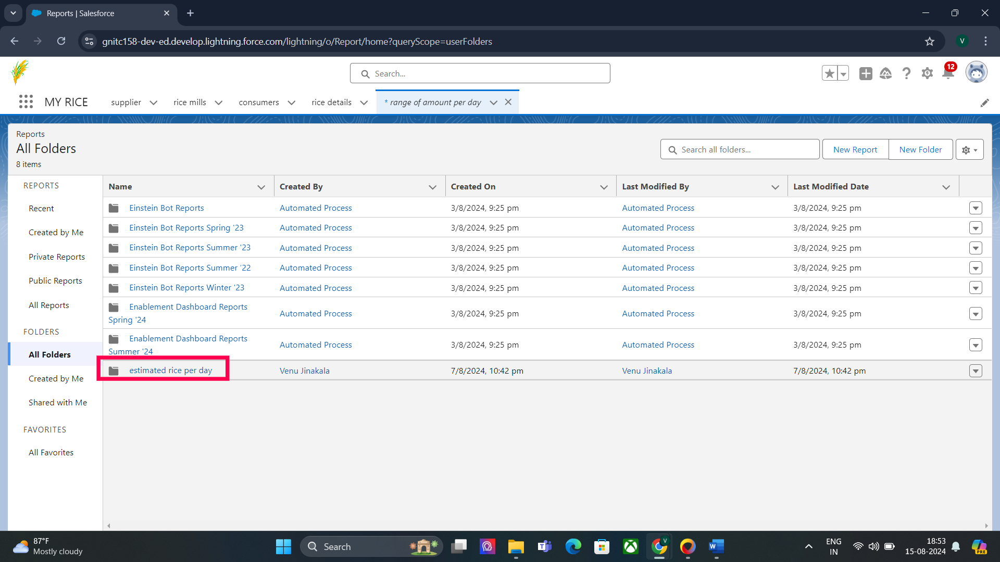 Reports | Salesforce
gnitc158-dev-ed.develop.lightning.force.com/lightning/o/Report/home?queryScope=userFolders
V
Search...
12
MY RICE
supplier
rice mills
consumers
rice details
* range of amount per day
Reports
All Folders
8 items
Search all folders...
New Report
New Folder
REPORTS
Recent
Created by Me
Private Reports
Public Reports
All Reports
FOLDERS
All Folders
Created by Me
Shared with Me
FAVORITES
All Favorites
Name Created By Created On Last Modified By Last Modified Date
Einstein Bot Reports Automated Process 3/8/2024, 9:25 pm Automated Process 3/8/2024, 9:25 pm
Einstein Bot Reports Spring '23 Automated Process 3/8/2024, 9:25 pm Automated Process 3/8/2024, 9:25 pm
Einstein Bot Reports Summer '23 Automated Process 3/8/2024, 9:25 pm Automated Process 3/8/2024, 9:25 pm
Einstein Bot Reports Summer ‘22 Automated Process 3/8/2024, 9:25 pm Automated Process 3/8/2024, 9:25 pm
Einstein Bot Reports Winter '23 Automated Process 3/8/2024, 9:25 pm Automated Process 3/8/2024, 9:25 pm
Enablement Dashboard Reports
Spring '24 Automated Process 3/8/2024, 9:25 pm Automated Process 3/8/2024, 9:25 pm
Enablement Dashboard Reports
Summer '24 Automated Process 3/8/2024, 9:25 pm Automated Process 3/8/2024, 9:25 pm
estimated rice per day Venu Jinakala 7/8/2024, 10:42 pm Venu Jinakala 7/8/2024, 10:42 pm
87°F
Mostly cloudy
Search
V
ENG
IN
18:53
15-08-2024
PRE